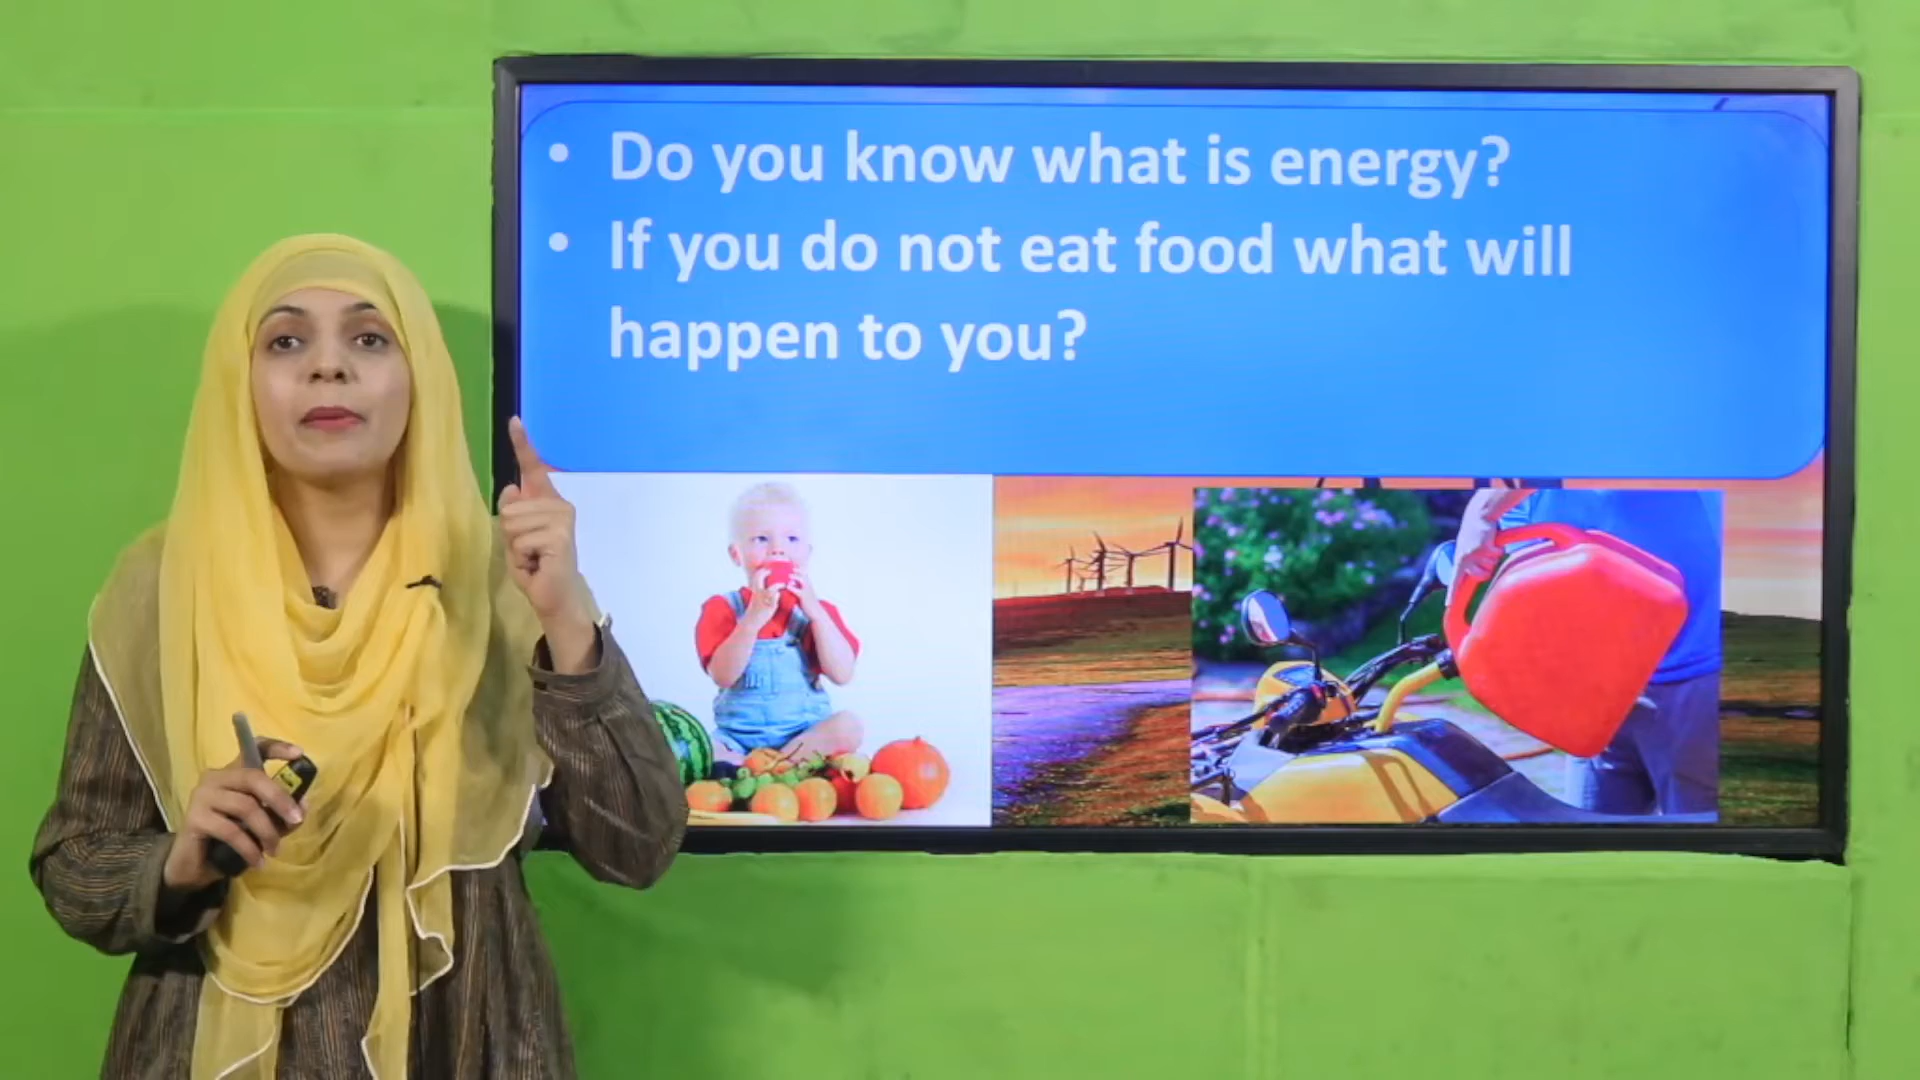 • Do you know what is energy?
• If you do not eat food what will
happen to you?